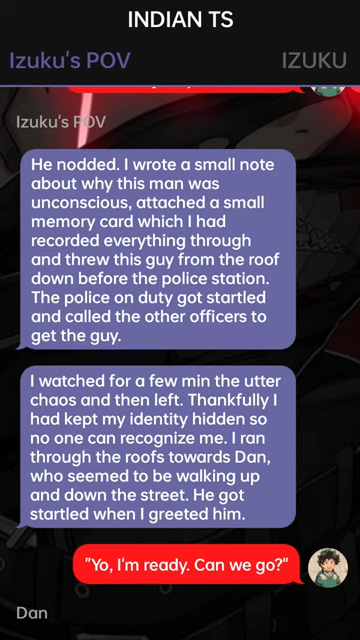 INDIAN TS
Izuku's POV
IZUKU
Izuku's POV
He nodded. I wrote a small note
about why this man was
unconscious, attached a small
memory card which I had
recorded everything through
and threw this guy from the roof
down before the police station.
The police on duty got startled
and called the other officers to
get the guy.
I watched for a few min the utter
chaos and then left. Thankfully I
had kept my identity hidden so
no one can recognize me. I ran
through the roofs towards Dan,
who seemed to be walking up
and down the street. He got
startled when I greeted him.
"Yo, I'm ready. Can we go?"
Dan